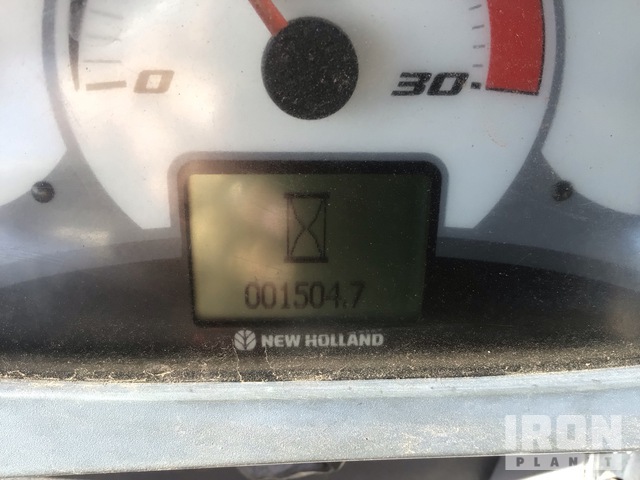 0 30
001504.7
NEW HOLLAND
IRON
PLANET